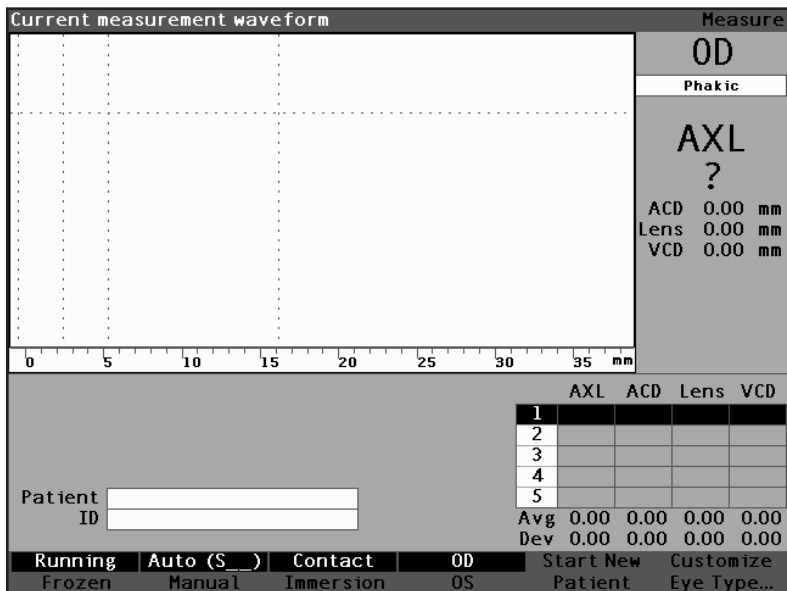 Current measurement waveform Measure
OD
Phakic
AXL
?
ACD 0.00 mm
Lens 0.00 mm
VCD 0.00 mm
0 5 10 15 20 25 30 35 mm
AXL ACD Lens VCD
1
2
3
4
5
Patient
ID
Avg 0.00 0.00 0.00 0.00
Dev 0.00 0.00 0.00 0.00
Running Auto (S__) Contact OD Start New Customize
Frozen Manual Immersion OS Patient Eye Type...